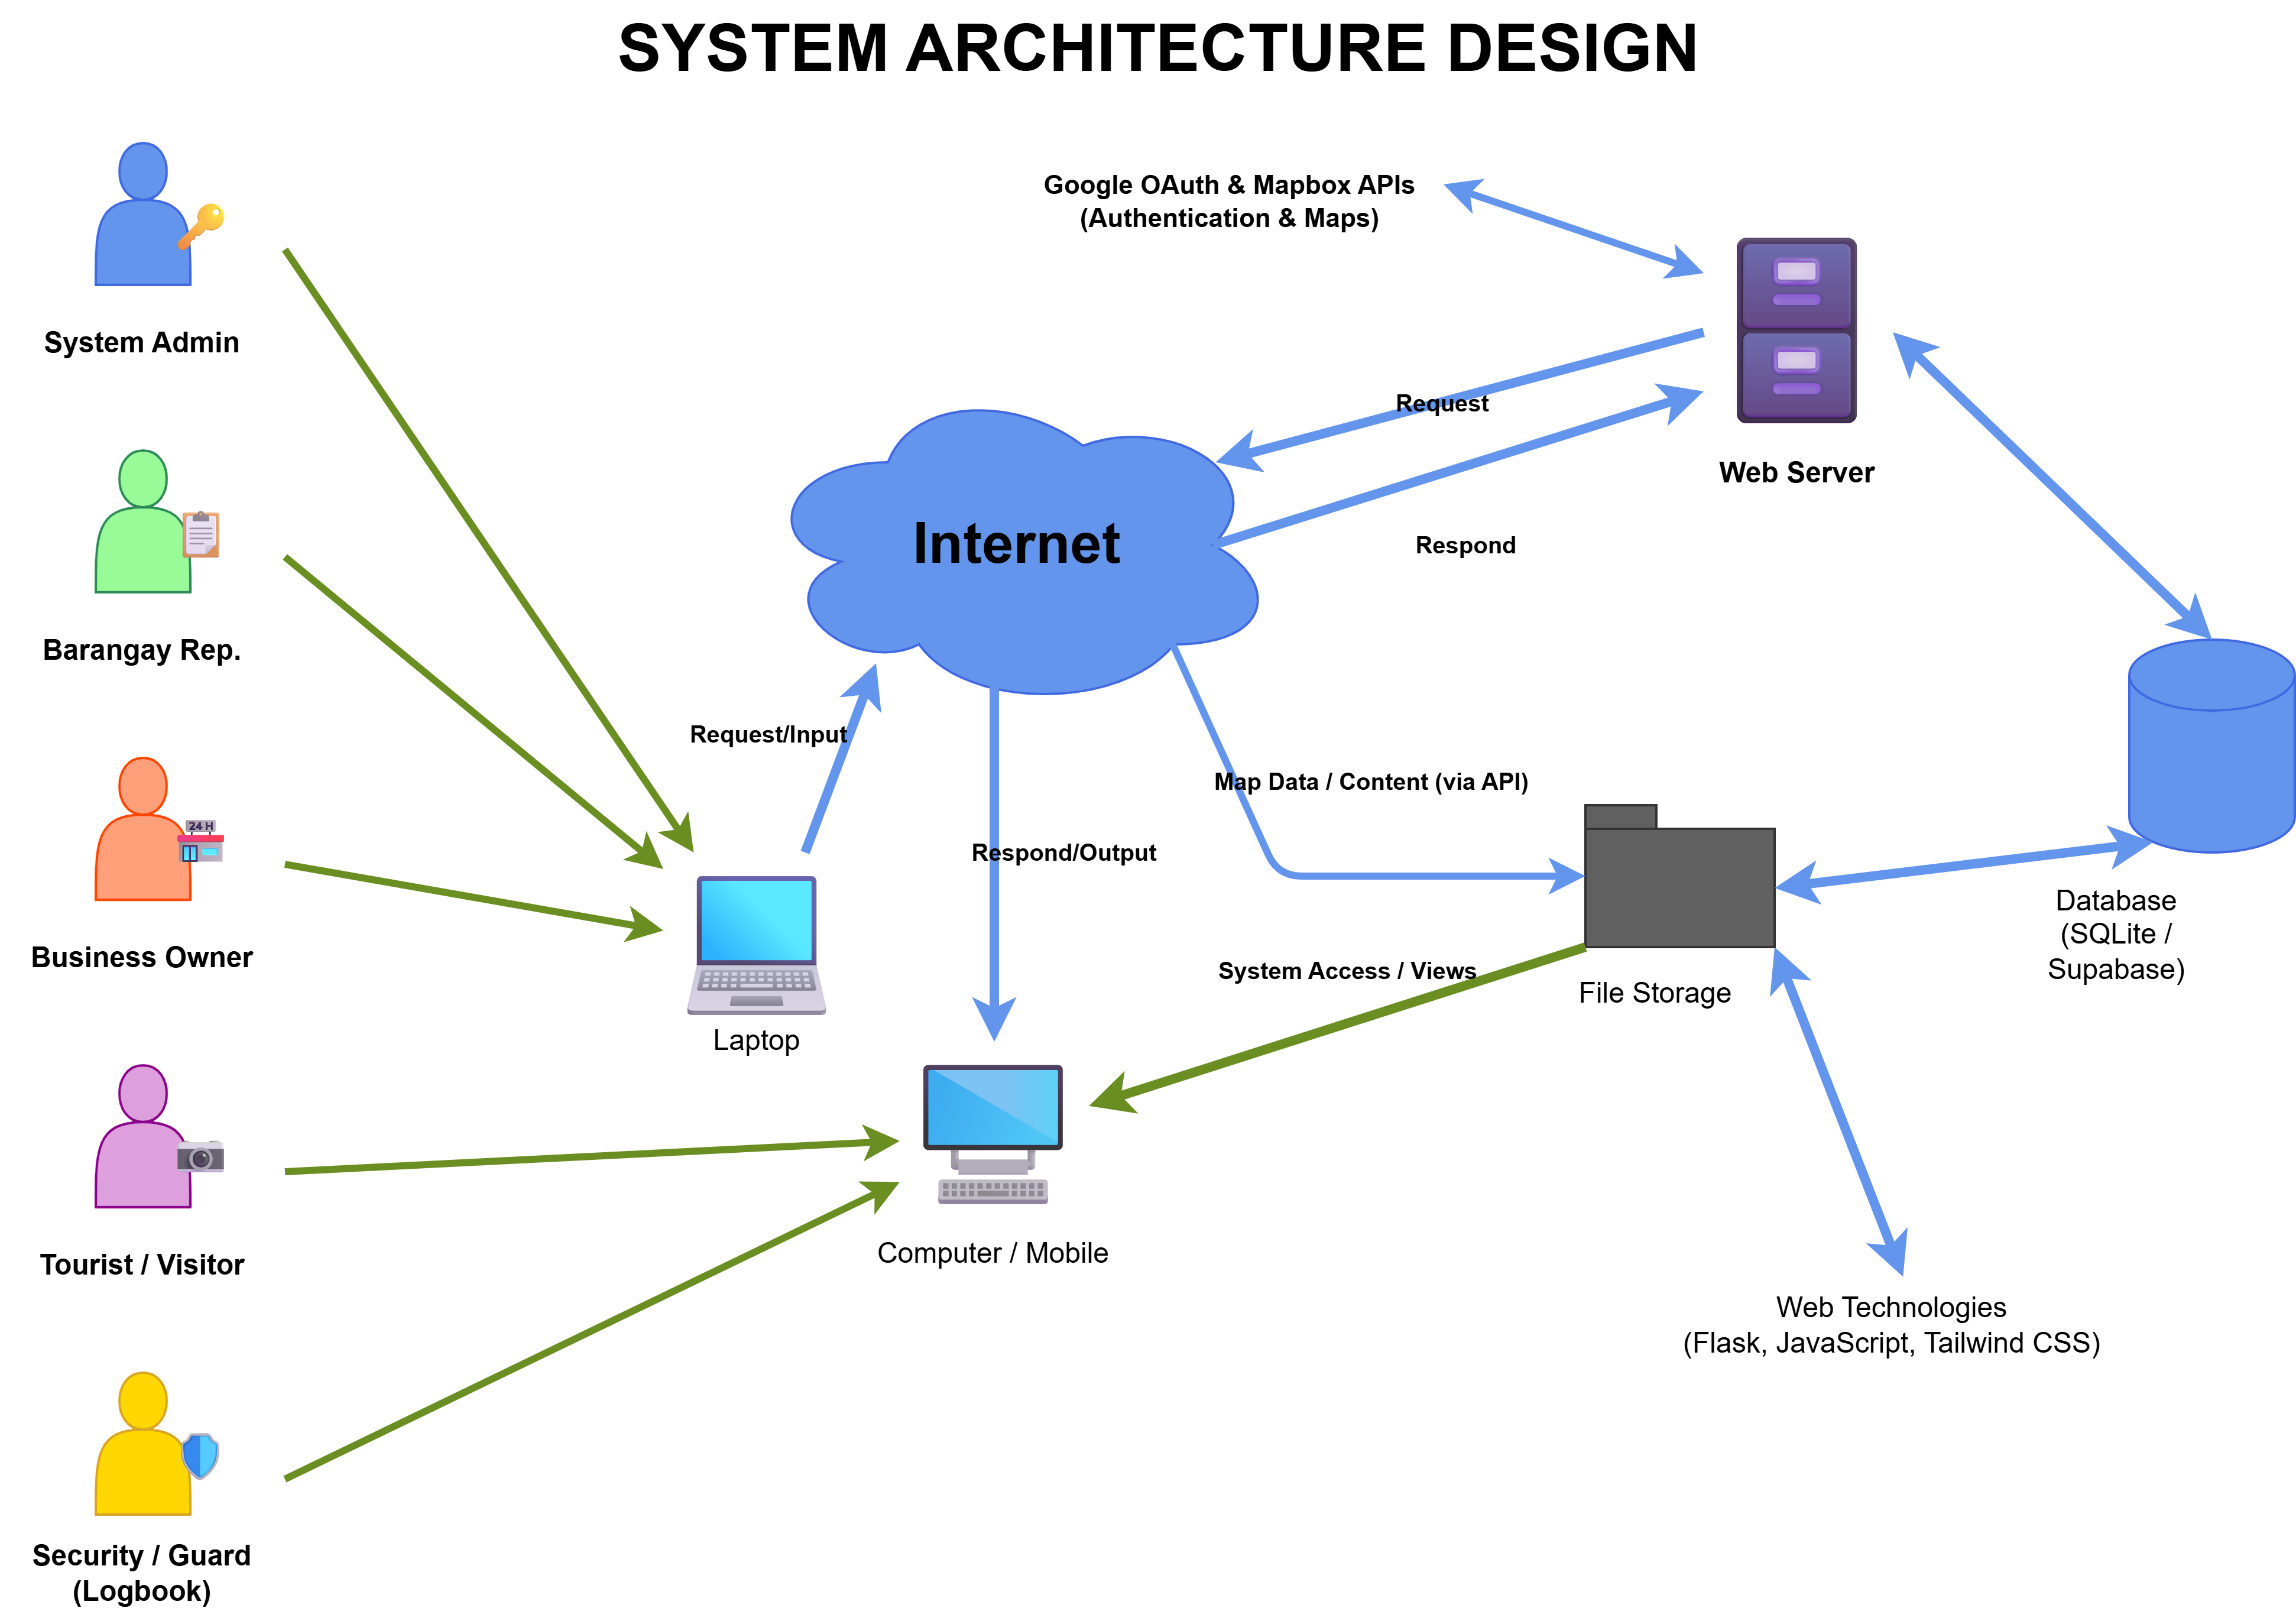 SYSTEM ARCHITECTURE DESIGN
Google OAuth & Mapbox APIs
(Authentication & Maps)
System Admin
Request
Web Server
Internet
Respond
Barangay Rep.
Request/Input
Map Data / Content (via API)
24 H
Respond/Output
Business Owner
System Access / Views
File Storage
Database
(SQLite /
Supabase)
Laptop
Tourist / Visitor
Computer / Mobile
Web Technologies
(Flask, JavaScript, Tailwind CSS)
Security / Guard
(Logbook)